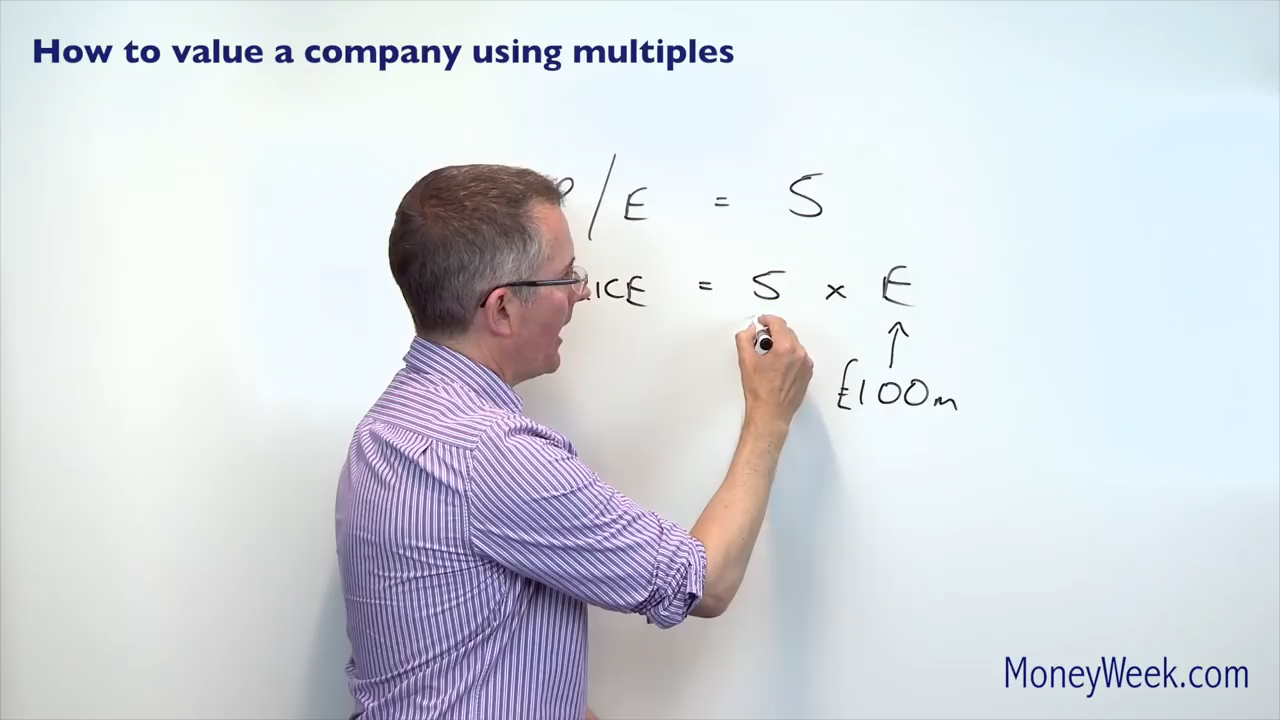 How to value a company using multiples
/E = 5
ICE = 5 x E
↑
£100m
MoneyWeek.com